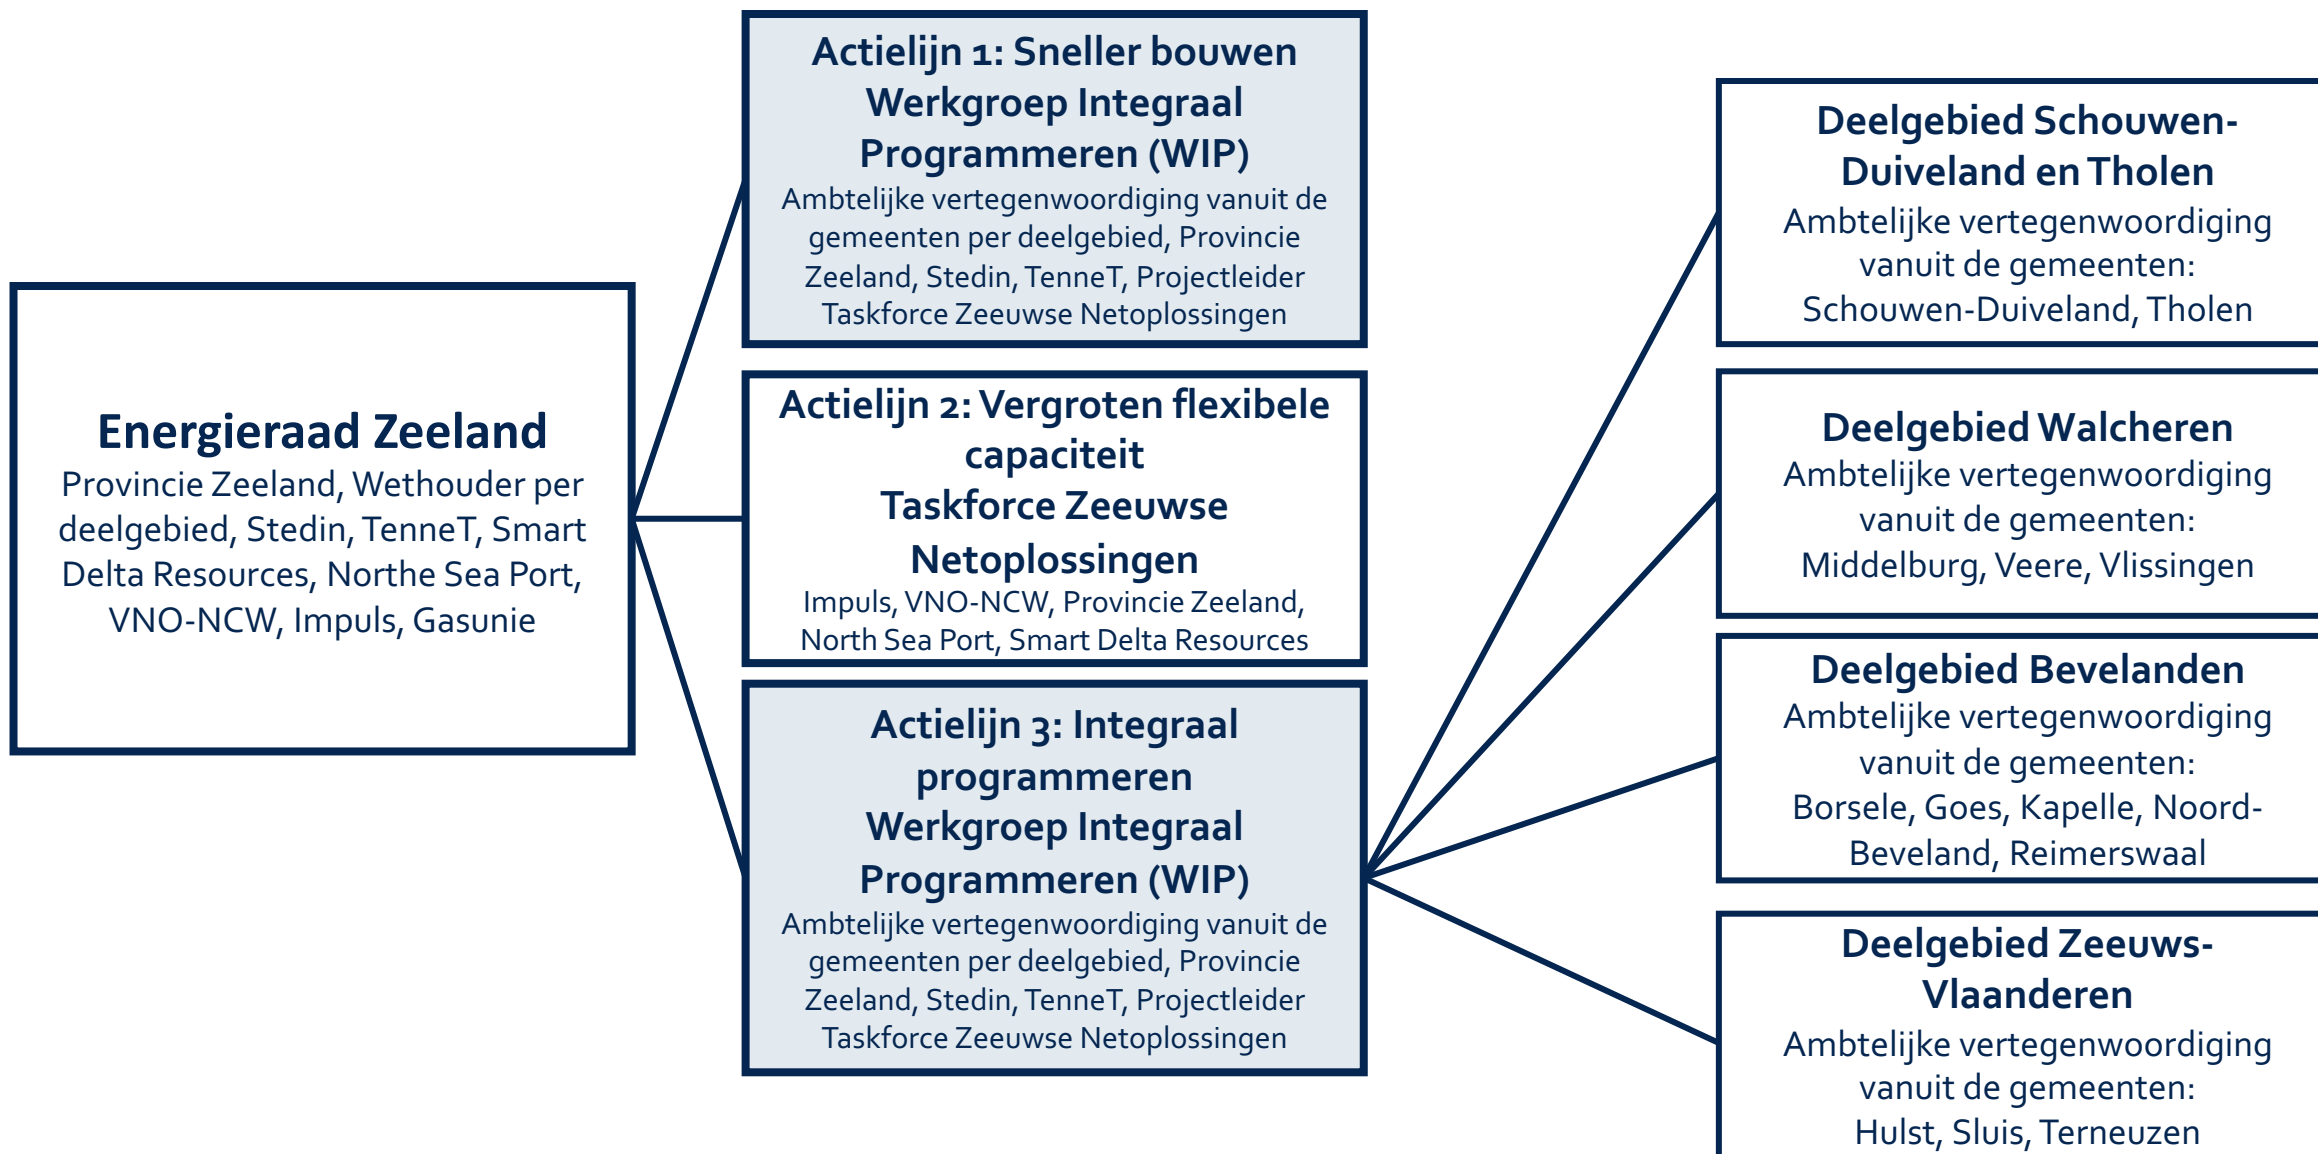 Energieraad Zeeland
Provincie Zeeland, Wethouder per
deelgebied, Stedin, TenneT, Smart
Delta Resources, Northe Sea Port,
VNO-NCW, Impuls, Gasunie
Actielijn 1: Sneller bouwen
Werkgroep Integraal
Programmeren (WIP)
Ambtelijke vertegenwoordiging vanuit de
gemeenten per deelgebied, Provincie
Zeeland, Stedin, TenneT, Projectleider
Taskforce Zeeuwse Netoplossingen
Actielijn 2: Vergroten flexibele
capaciteit
Taskforce Zeeuwse
Netoplossingen
Impuls, VNO-NCW, Provincie Zeeland,
North Sea Port, Smart Delta Resources
Actielijn 3: Integraal
programmeren
Werkgroep Integraal
Programmeren (WIP)
Ambtelijke vertegenwoordiging vanuit de
gemeenten per deelgebied, Provincie
Zeeland, Stedin, TenneT, Projectleider
Taskforce Zeeuwse Netoplossingen
Deelgebied Schouwen-
Duiveland en Tholen
Ambtelijke vertegenwoordiging
vanuit de gemeenten:
Schouwen-Duiveland, Tholen
Deelgebied Walcheren
Ambtelijke vertegenwoordiging
vanuit de gemeenten:
Middelburg, Veere, Vlissingen
Deelgebied Bevelanden
Ambtelijke vertegenwoordiging
vanuit de gemeenten:
Borsele, Goes, Kapelle, Noord-
Beveland, Reimerswaal
Deelgebied Zeeuws-
Vlaanderen
Ambtelijke vertegenwoordiging
vanuit de gemeenten:
Hulst, Sluis, Terneuzen